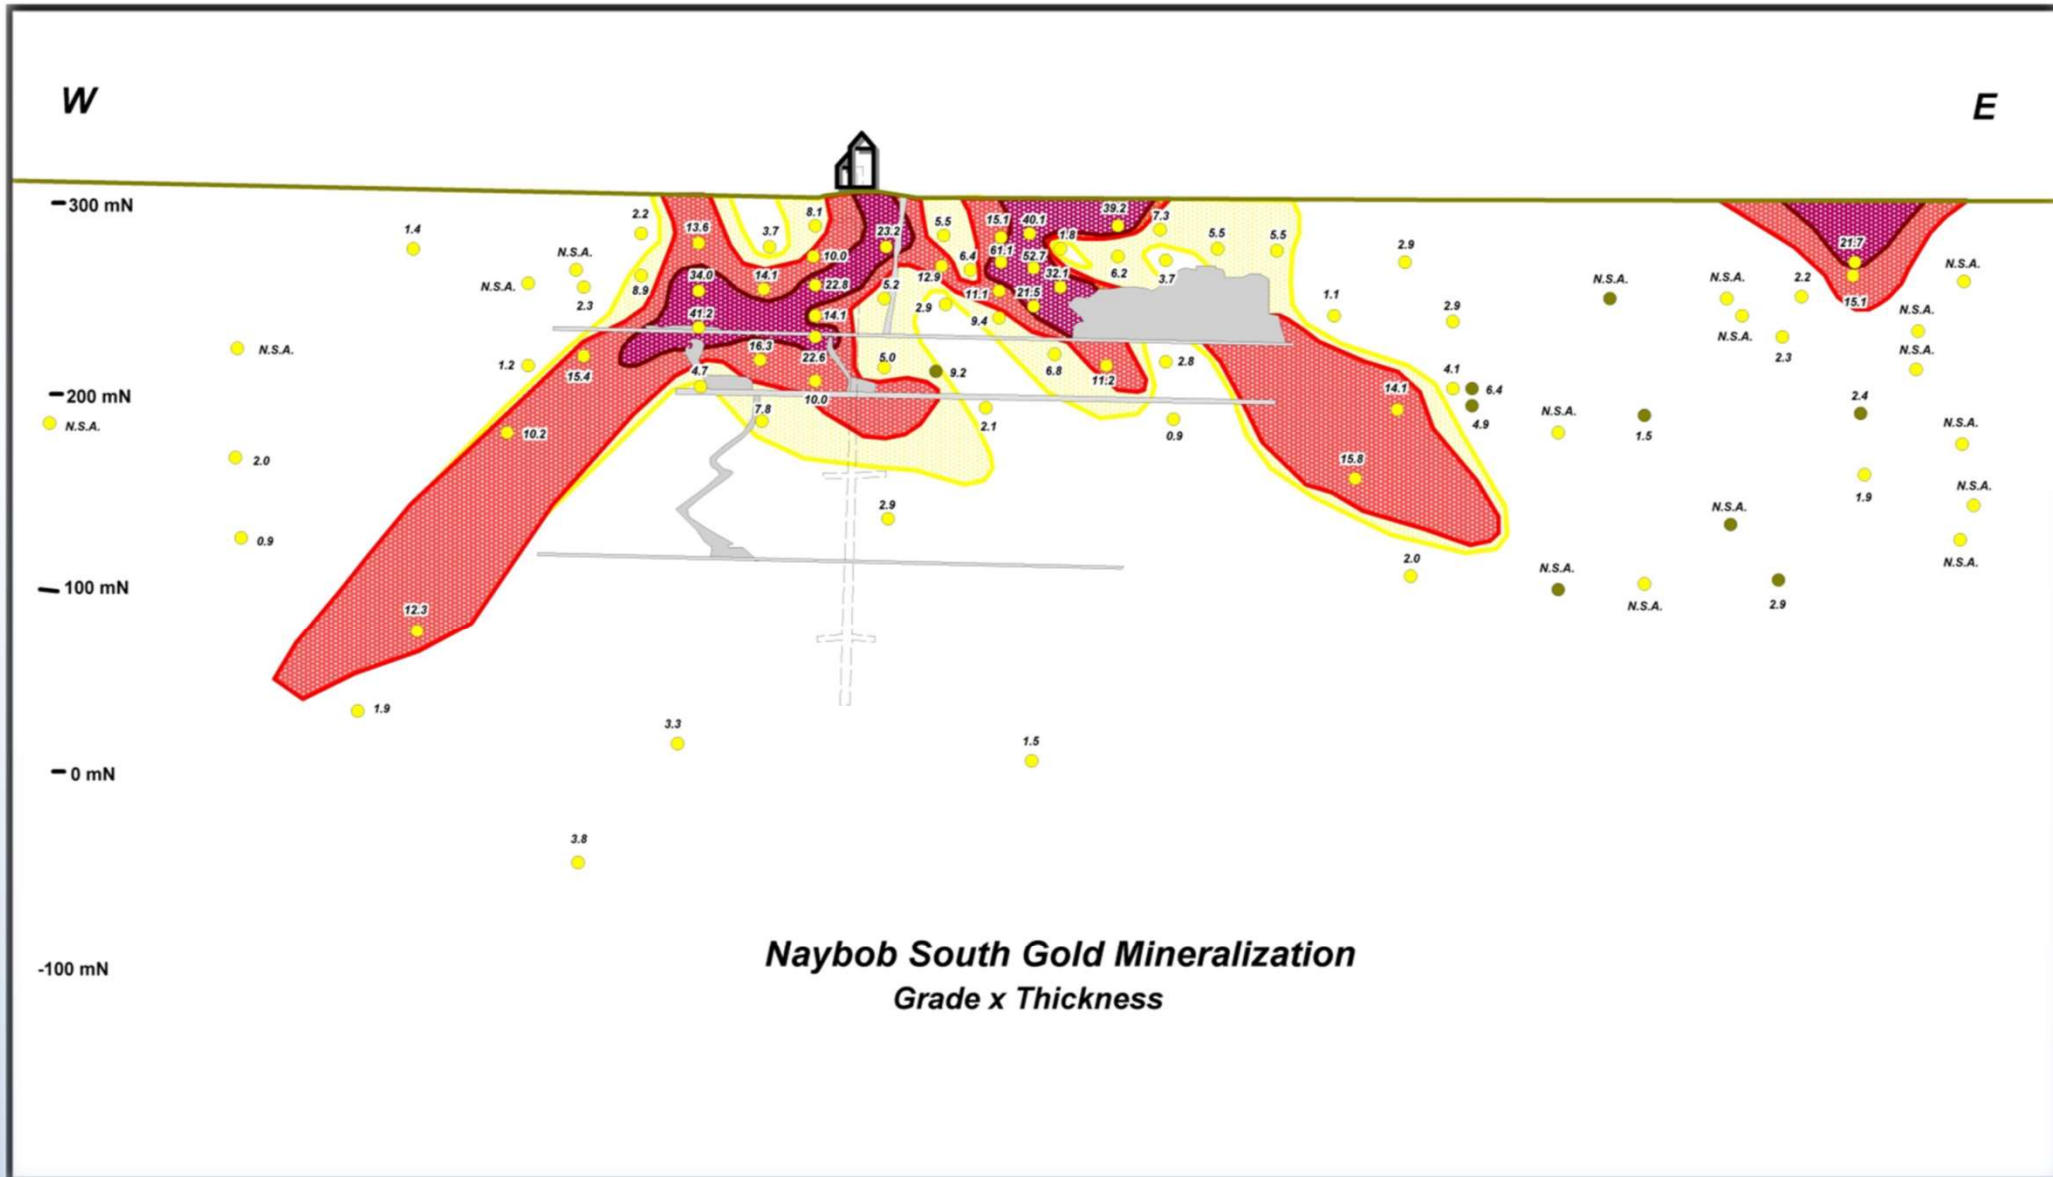 W
E
300 mN
200 mN
100 mN
0 mN
-100 mN
1.4
N.S.A.
N.S.A.
2.3
2.2
8.9
13.6
3.7
8.1
10.0
23.2
5.5
6.4
15.1
40.1
39.2
7.3
1.8
61.1
52.7
32.1
6.2
3.7
5.5
5.5
2.9
34.0
14.1
22.8
5.2
12.9
2.9
11.1
21.5
9.4
41.2
14.1
16.3
22.6
5.0
9.2
6.8
11.2
2.8
1.1
2.9
N.S.A.
1.2
15.4
4.7
7.8
10.0
2.1
0.9
14.1
4.1
6.4
4.9
N.S.A.
2.0
0.9
10.2
12.3
1.9
2.9
15.8
2.0
3.3
1.5
3.8
N.S.A.
N.S.A.
N.S.A.
2.2
2.3
21.7
15.1
N.S.A.
N.S.A.
N.S.A.
N.S.A.
1.5
2.4
N.S.A.
1.9
N.S.A.
N.S.A.
N.S.A.
N.S.A.
N.S.A.
2.9
Naybob South Gold Mineralization
Grade x Thickness